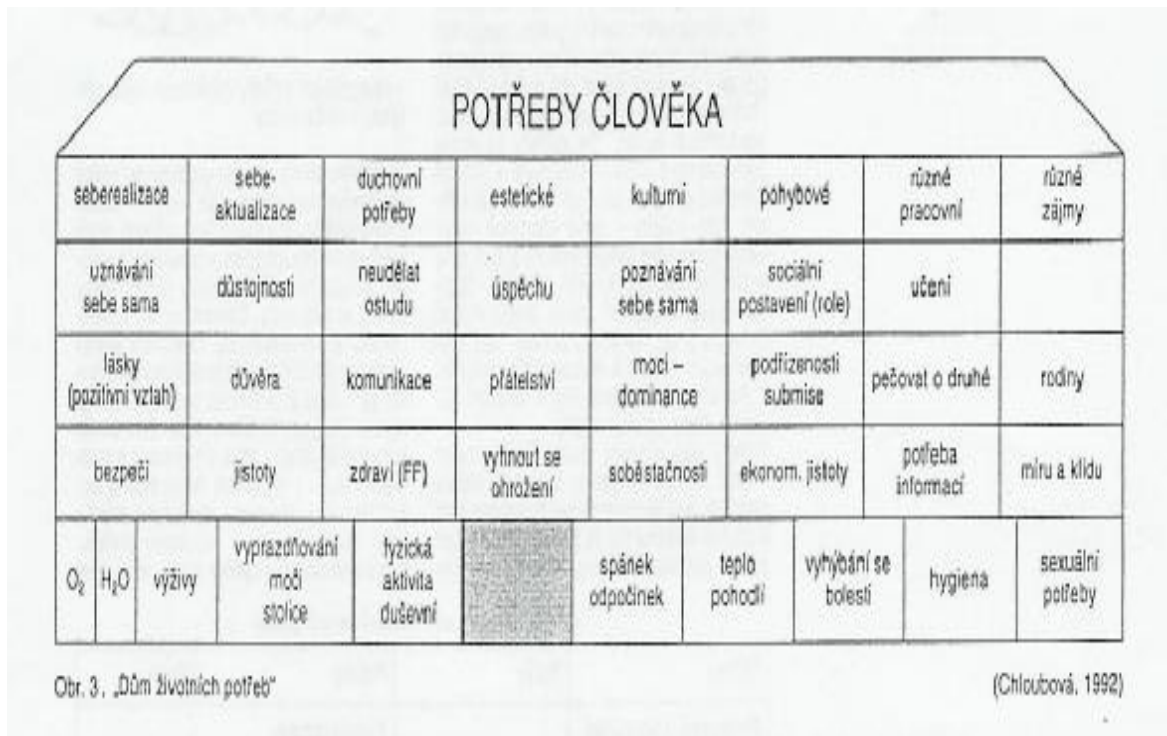 POTŘEBY ČLOVĚKA
seberealizace
sebe-
aktualizace
duchovní
potřeby
estetické
kulturní
pohybové
různé
pracovní
různé
zájmy
uznávání
sebe sama
důstojnosti
neudělat
ostudu
úspěchu
poznávání
sebe sama
sociální
postavení (role)
učení
lásky
(pozitivní vztah)
důvěra
komunikace
přátelství
moci –
dominance
podřízenosti
submise
pečovat o druhé
rodiny
bezpečí
jistoty
zdraví (FF)
vyhnout se
ohrožení
soběstačnosti
ekonom. jistoty
potřeba
informací
míru a klidu
O₂
H₂O
výživy
vyprazdňování
moči
stolice
fyzická
aktivita
duševní
spánek
odpočinek
teplo
pohodlí
vyhýbání se
bolesti
hygiena
sexuální
potřeby
Obr. 3. „Dům životních potřeb“
(Chloubová, 1992)